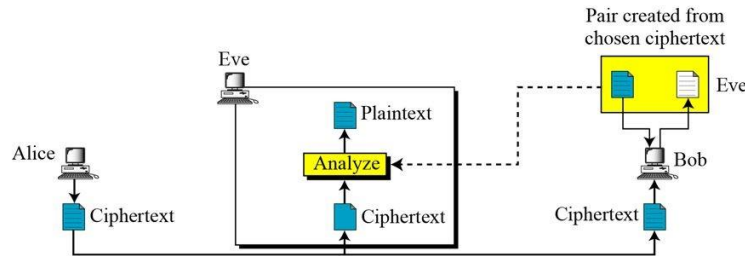 Pair created from
chosen ciphertext
Eve
Eve
Plaintext
Alice
Analyze
Bob
Ciphertext
Ciphertext
Ciphertext